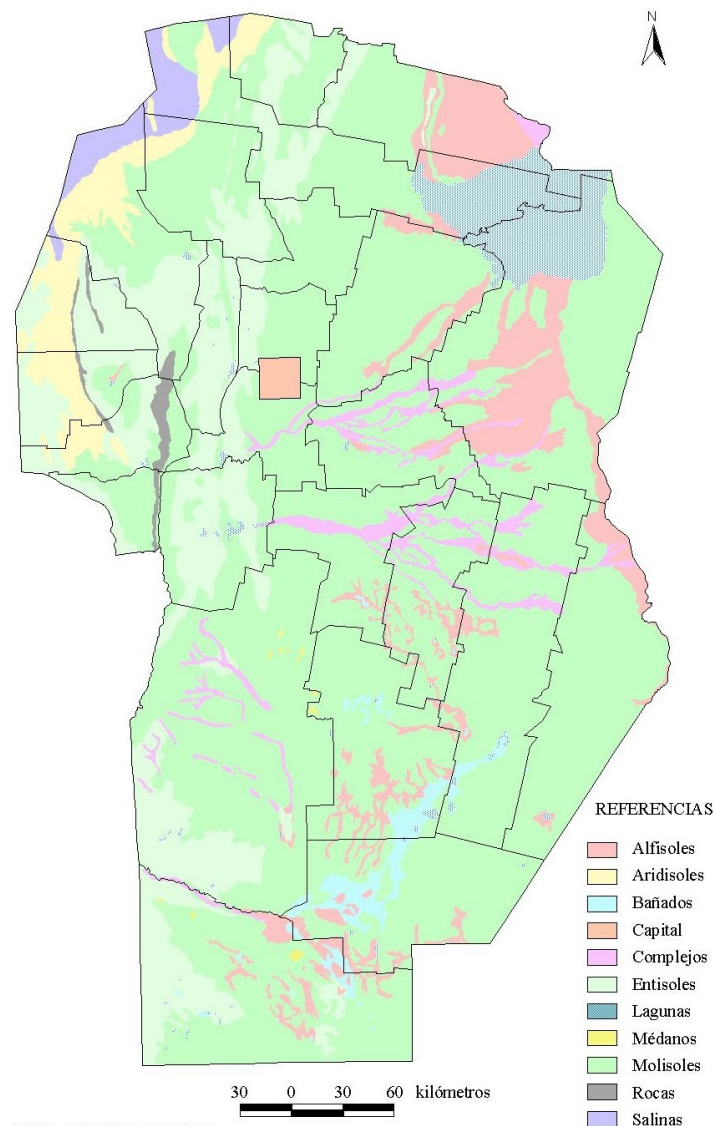 N
REFERENCIAS
Alfisoles
Aridisoles
Bañados
Capital
Complejos
Entisoles
Lagunas
Médanos
Molisoles
Rocas
Salinas
30 0 30 60 kilómetros